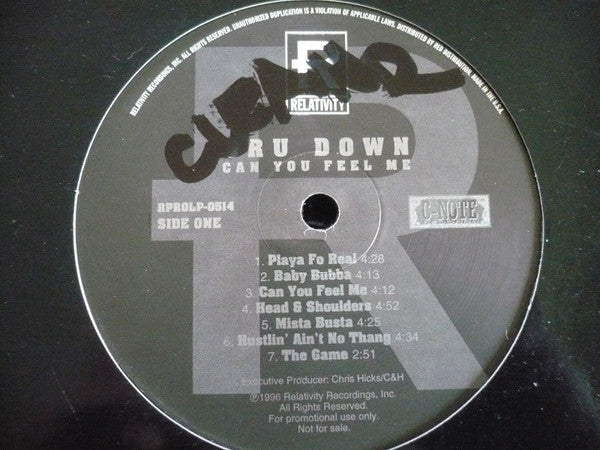 RELATIVITY RECORDINGS, INC. ALL RIGHTS RESERVED. UNAUTHORIZED DUPLICATION IS A VIOLATION OF APPLICABLE LAWS. DISTRIBUTED BY RED DISTRIBUTION. MADE IN THE U.S.A.
R
RELATIVITY
CLEAN UP
DRU DOWN
CAN YOU FEEL ME
RPROLP-0514
SIDE ONE
C-NOTE
1. Playa Fo Real 4:28
2. Baby Bubba 4:13
3. Can You Feel Me 4:12
4. Head & Shoulders 4:52
5. Mista Busta 4:25
6. Hustlin' Ain't No Thang 4:34
7. The Game 2:51
Executive Producer: Chris Hicks/C&H
℗1996 Relativity Recordings, Inc.
All Rights Reserved.
For promotional use only.
Not for sale.